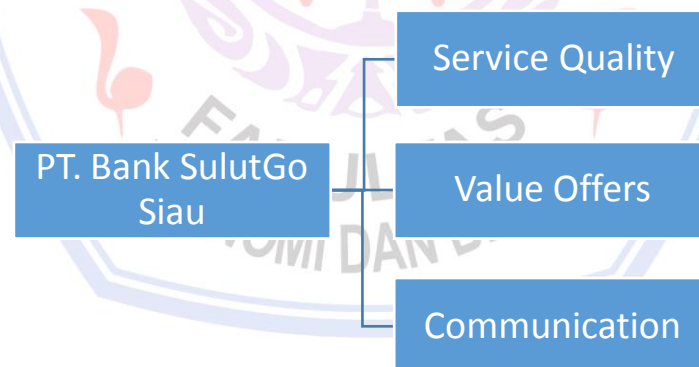 Service Quality
PT. Bank SulutGo
Siau
Value Offers
Communication